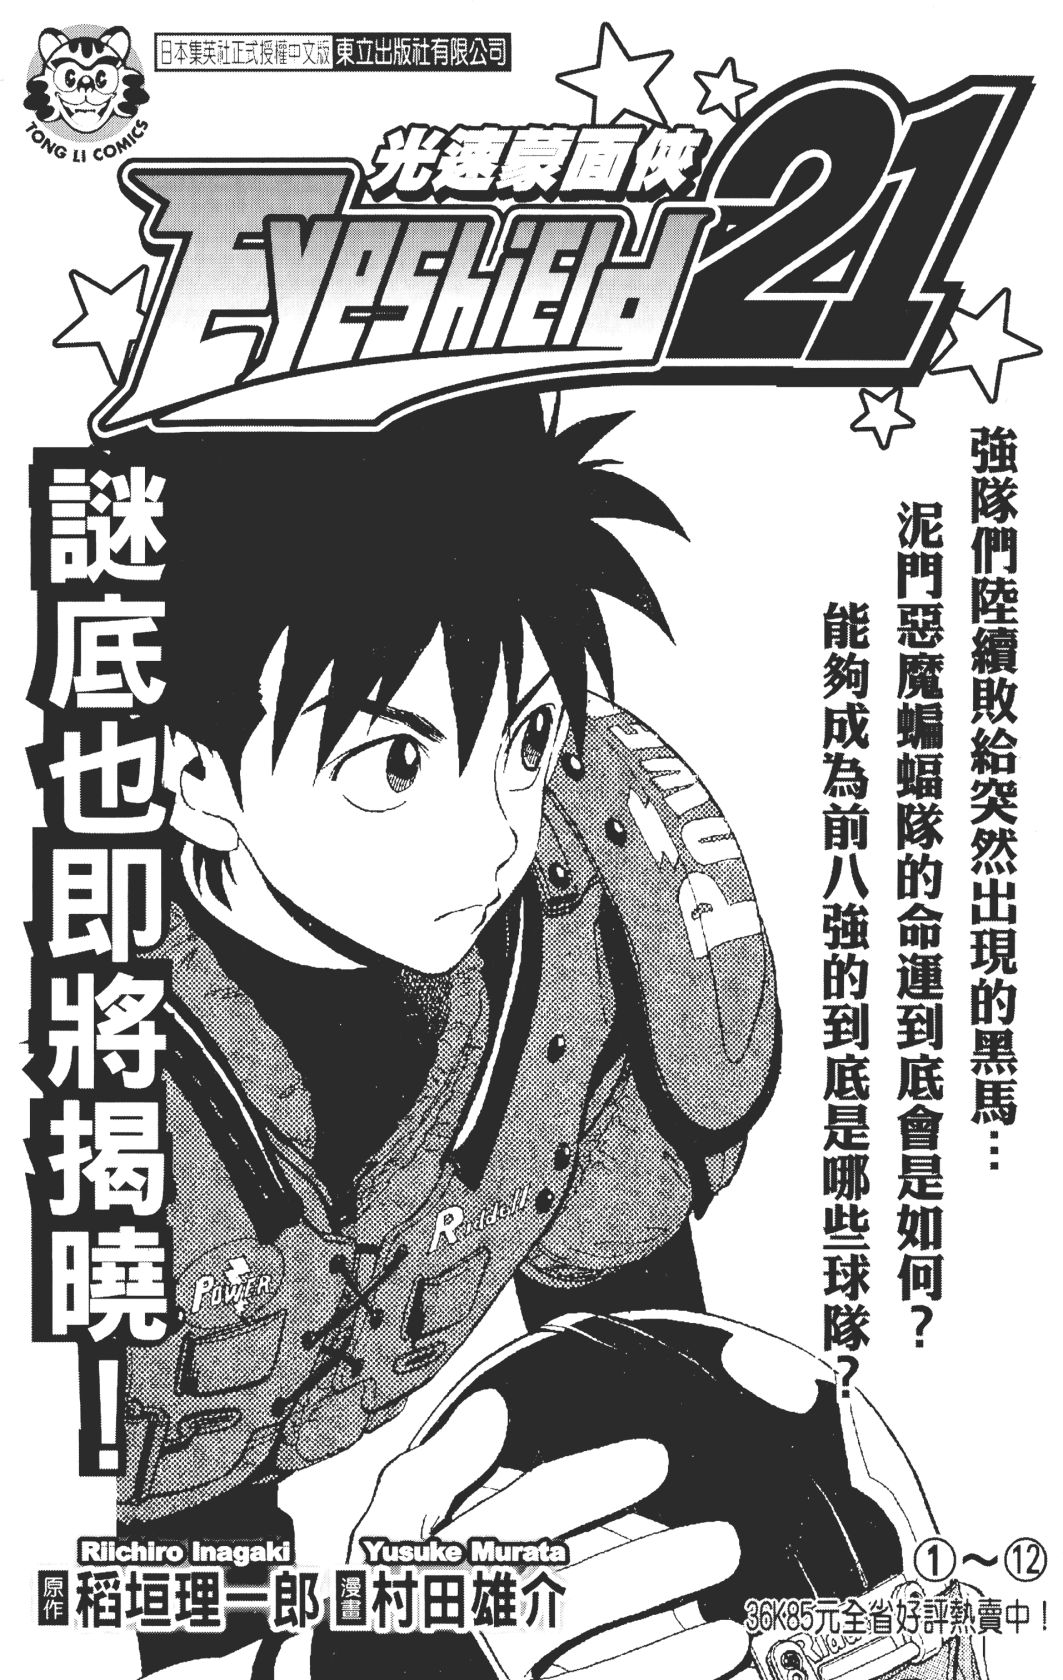 TONG LI COMICS
日本集英社正式授權中文版 東立出版社有限公司
光速蒙面俠
EYESHIELD 21
強隊們陸續敗給突然出現的黑馬…
泥門惡魔蝙蝠隊的命運到底會是如何？
能夠成為前八強的到底是哪些球隊？
謎底也即將揭曉！
POWER
Riddell
POWER
Riichiro Inagaki
原作 稻垣理一郎
Yusuke Murata
漫畫 村田雄介
①～⑫
36K85元全省好評熱賣中！